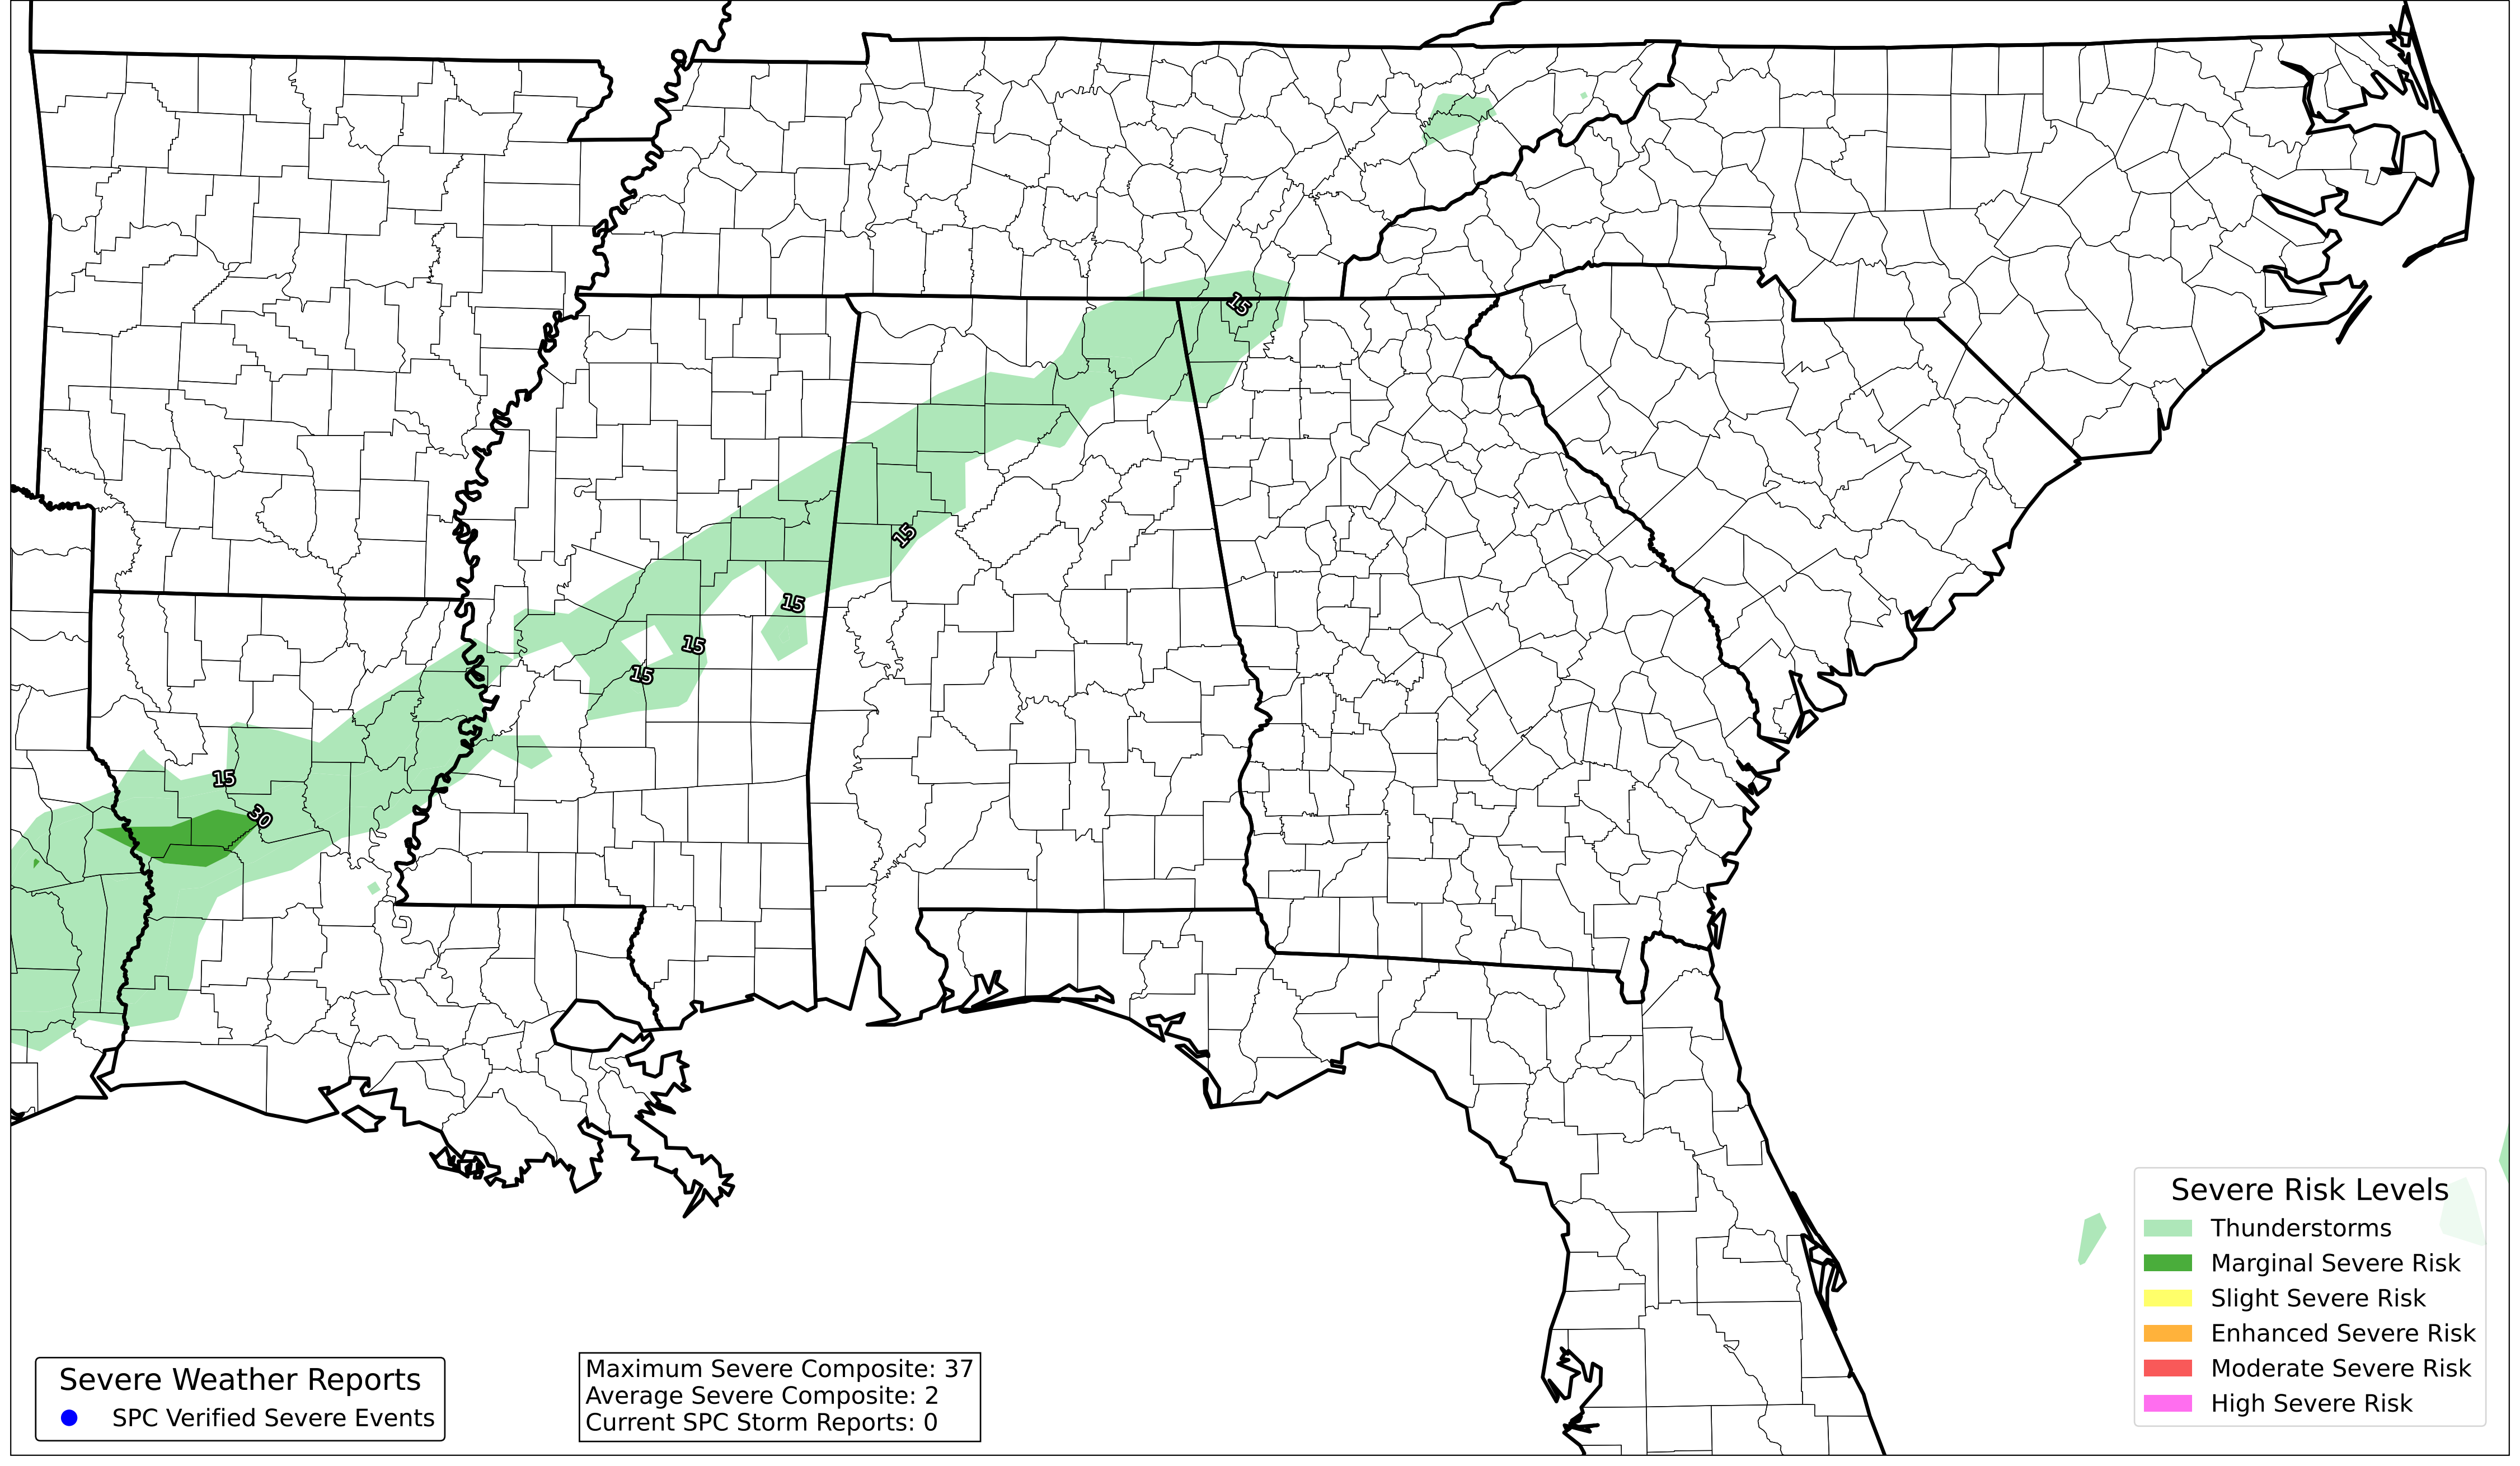 15
15
15
15
15
15
30
Severe Risk Levels
Thunderstorms
Marginal Severe Risk
Slight Severe Risk
Enhanced Severe Risk
Moderate Severe Risk
High Severe Risk
Severe Weather Reports
SPC Verified Severe Events
Maximum Severe Composite: 37
Average Severe Composite: 2
Current SPC Storm Reports: 0